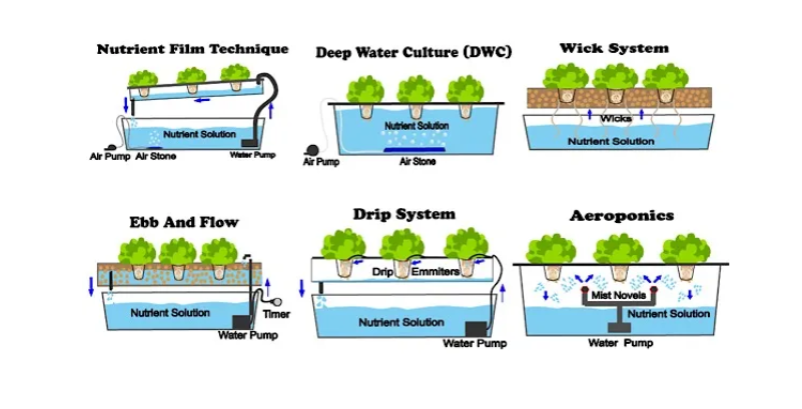 Nutrient Film Technique
Nutrient Solution
Air Pump
Air Stone
Water Pump
Deep Water Culture (DWC)
Nutrient Solution
Air Pump
Air Stone
Wick System
Wicks
Nutrient Solution
Ebb And Flow
Nutrient Solution
Timer
Water Pump
Drip System
Drip Emmiters
Nutrient Solution
Water Pump
Aeroponics
Mist Novels
Nutrient Solution
Water Pump